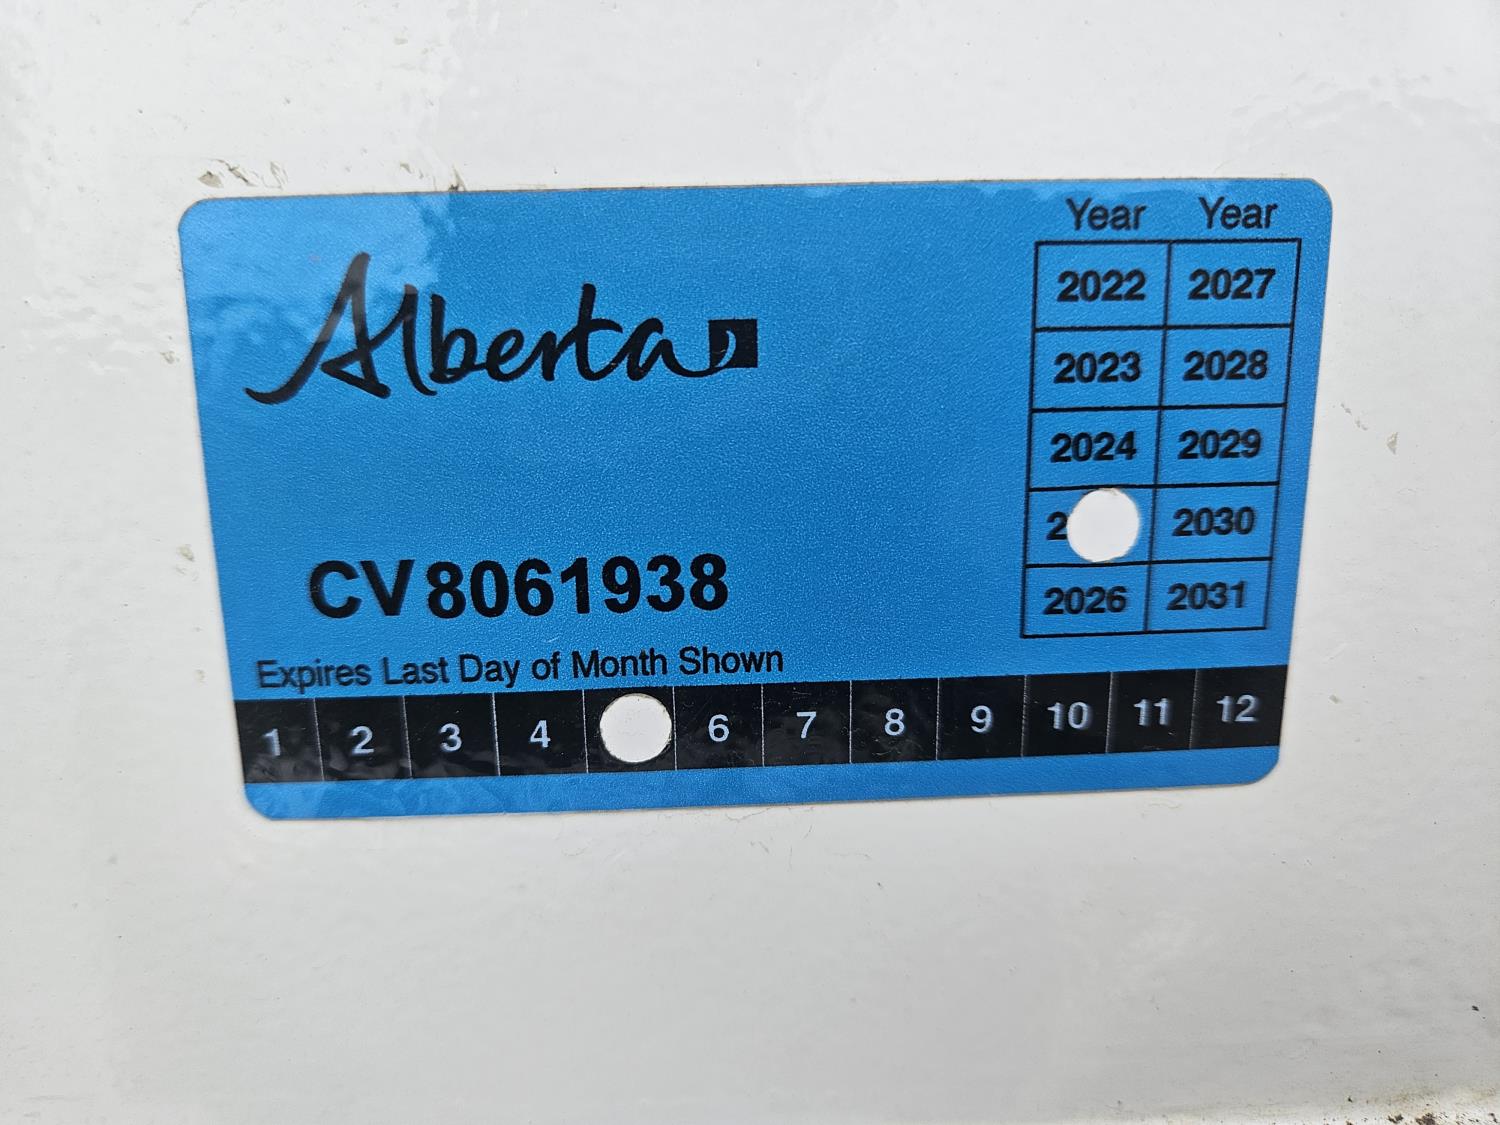 Alberta
Year Year
2022 2027
2023 2028
2024 2029
2 2030
2026 2031
CV8061938
Expires Last Day of Month Shown
1 2 3 4 6 7 8 9 10 11 12